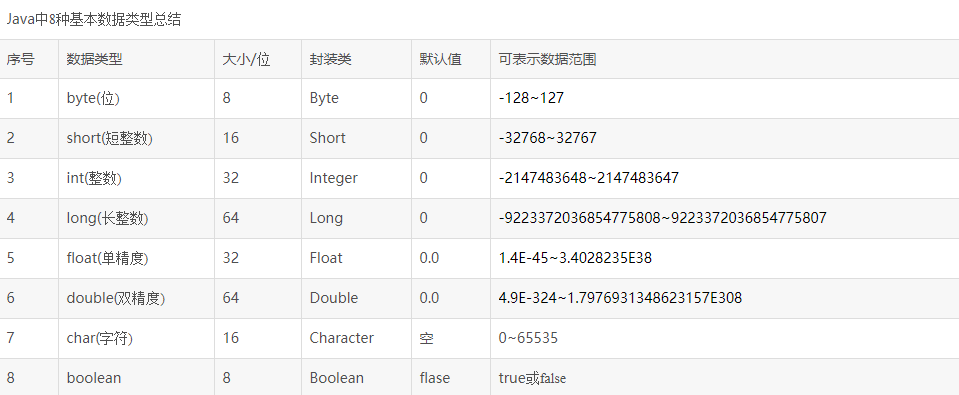 Java中8种基本数据类型总结
序号 数据类型 大小/位 封装类 默认值 可表示数据范围
1 byte(位) 8 Byte 0 -128~127
2 short(短整数) 16 Short 0 -32768~32767
3 int(整数) 32 Integer 0 -2147483648~2147483647
4 long(长整数) 64 Long 0 -9223372036854775808~9223372036854775807
5 float(单精度) 32 Float 0.0 1.4E-45~3.4028235E38
6 double(双精度) 64 Double 0.0 4.9E-324~1.7976931348623157E308
7 char(字符) 16 Character 空 0~65535
8 boolean 8 Boolean flase true或false